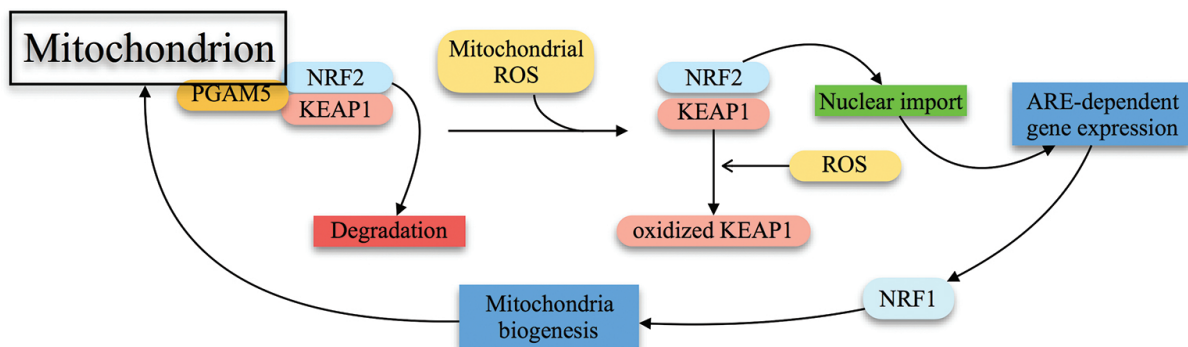 Mitochondrion
PGAM5
NRF2
KEAP1
Degradation
Mitochondrial
ROS
NRF2
KEAP1
ROS
oxidized KEAP1
Nuclear import
ARE-dependent
gene expression
NRF1
Mitochondria
biogenesis